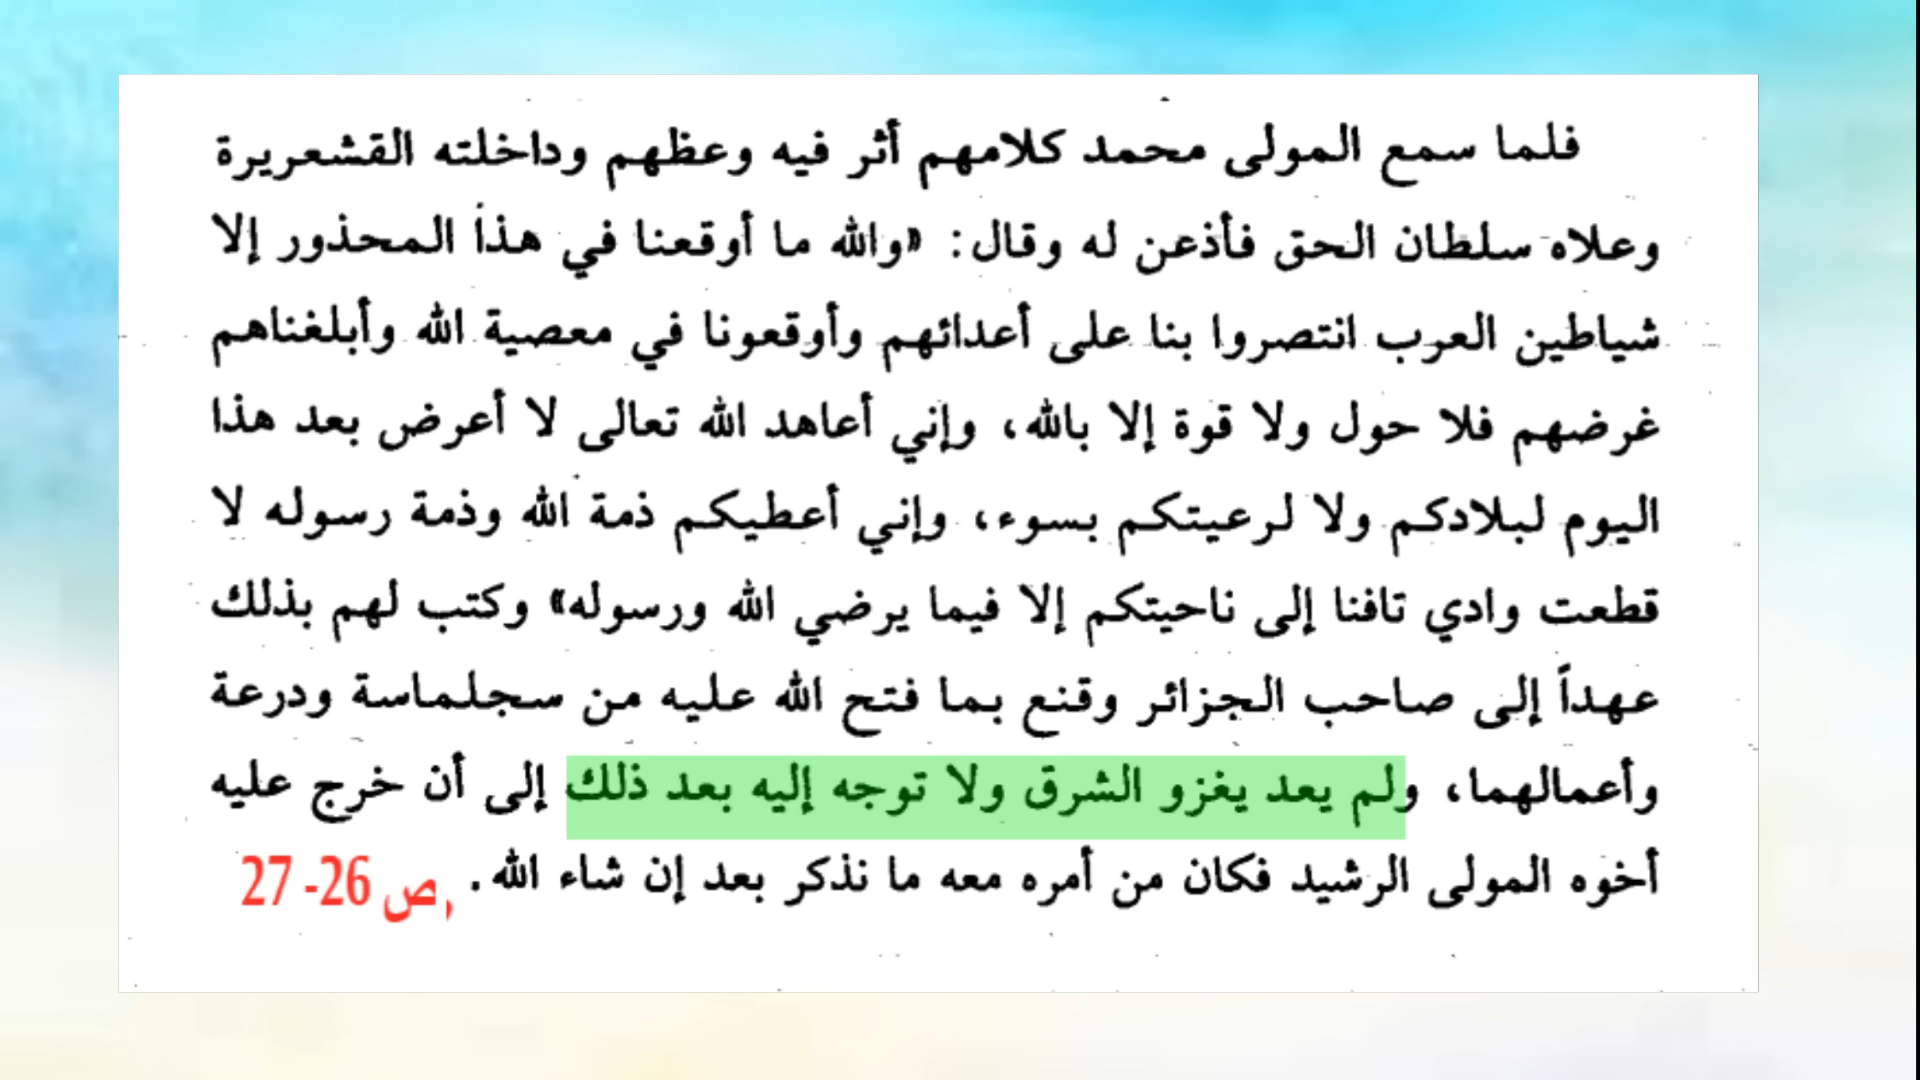 فلما سمع المولى محمد كلامهم أثر فيه وعظهم وداخلته القشعريرة
وعلاه سلطان الحق فأذعن له وقال: «والله ما أوقعنا في هذا المحذور إلا
شياطين العرب انتصروا بنا على أعدائهم وأوقعونا في معصية الله وأبلغناهم
غرضهم فلا حول ولا قوة إلا بالله، وإني أعاهد الله تعالى لا أعرض بعد هذا
اليوم لبلادكم ولا لرعيتكم بسوء، وإني أعطيكم ذمة الله وذمة رسوله لا
قطعت وادي تافنا إلى ناحيتكم إلا فيما يرضي الله ورسوله» وكتب لهم بذلك
عهداً إلى صاحب الجزائر وقنع بما فتح الله عليه من سجلماسة ودرعة
وأعمالهما، ولم يعد يغزو الشرق ولا توجه إليه بعد ذلك إلى أن خرج عليه
أخوه المولى الرشيد فكان من أمره معه ما نذكر بعد إن شاء الله.
ص 26- 27